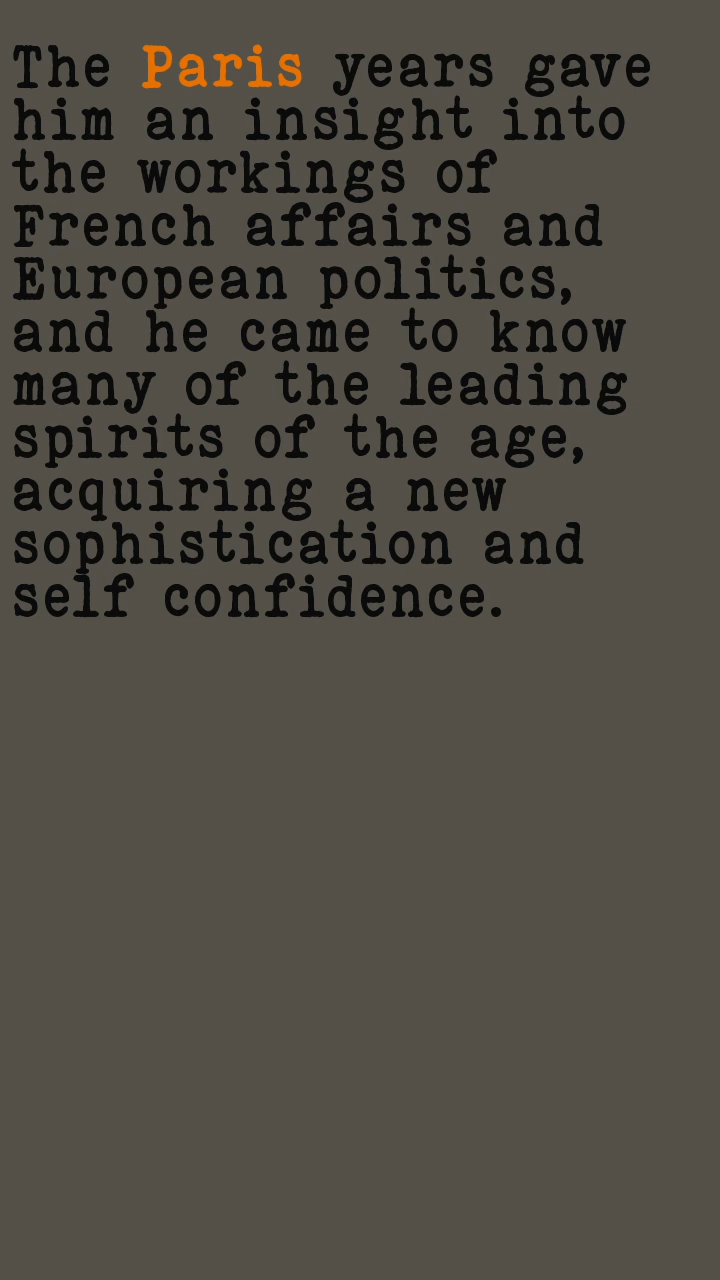 The Paris years gave
him an insight into
the workings of
French affairs and
European politics,
and he came to know
many of the leading
spirits of the age,
acquiring a new
sophistication and
self confidence.